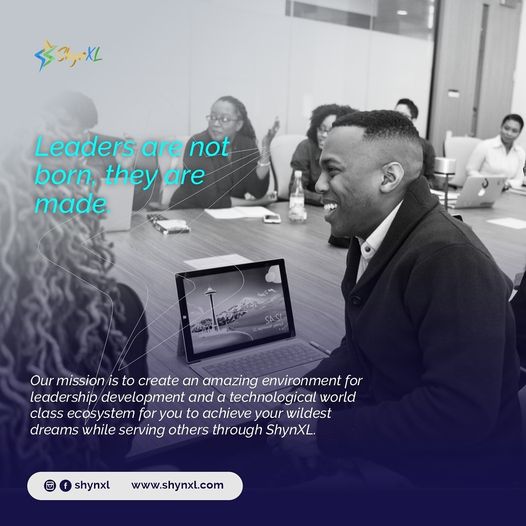 ShynXL
Leaders are not
born, they are
made.
12:42
Our mission is to create an amazing environment for
leadership development and a technological world
class ecosystem for you to achieve your wildest
dreams while serving others through ShynXL.
shynxl www.shynxl.com